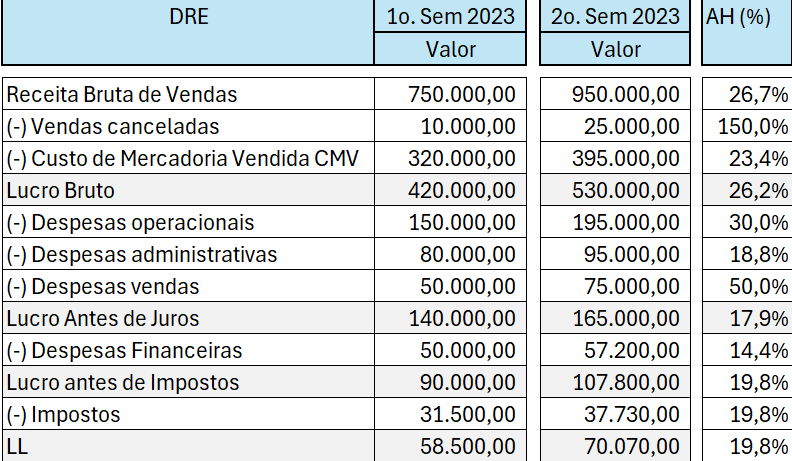 DRE 1o. Sem 2023 2o. Sem 2023 AH (%)
Valor Valor
Receita Bruta de Vendas 750.000,00 950.000,00 26,7%
(-) Vendas canceladas 10.000,00 25.000,00 150,0%
(-) Custo de Mercadoria Vendida CMV 320.000,00 395.000,00 23,4%
Lucro Bruto 420.000,00 530.000,00 26,2%
(-) Despesas operacionais 150.000,00 195.000,00 30,0%
(-) Despesas administrativas 80.000,00 95.000,00 18,8%
(-) Despesas vendas 50.000,00 75.000,00 50,0%
Lucro Antes de Juros 140.000,00 165.000,00 17,9%
(-) Despesas Financeiras 50.000,00 57.200,00 14,4%
Lucro antes de Impostos 90.000,00 107.800,00 19,8%
(-) Impostos 31.500,00 37.730,00 19,8%
LL 58.500,00 70.070,00 19,8%